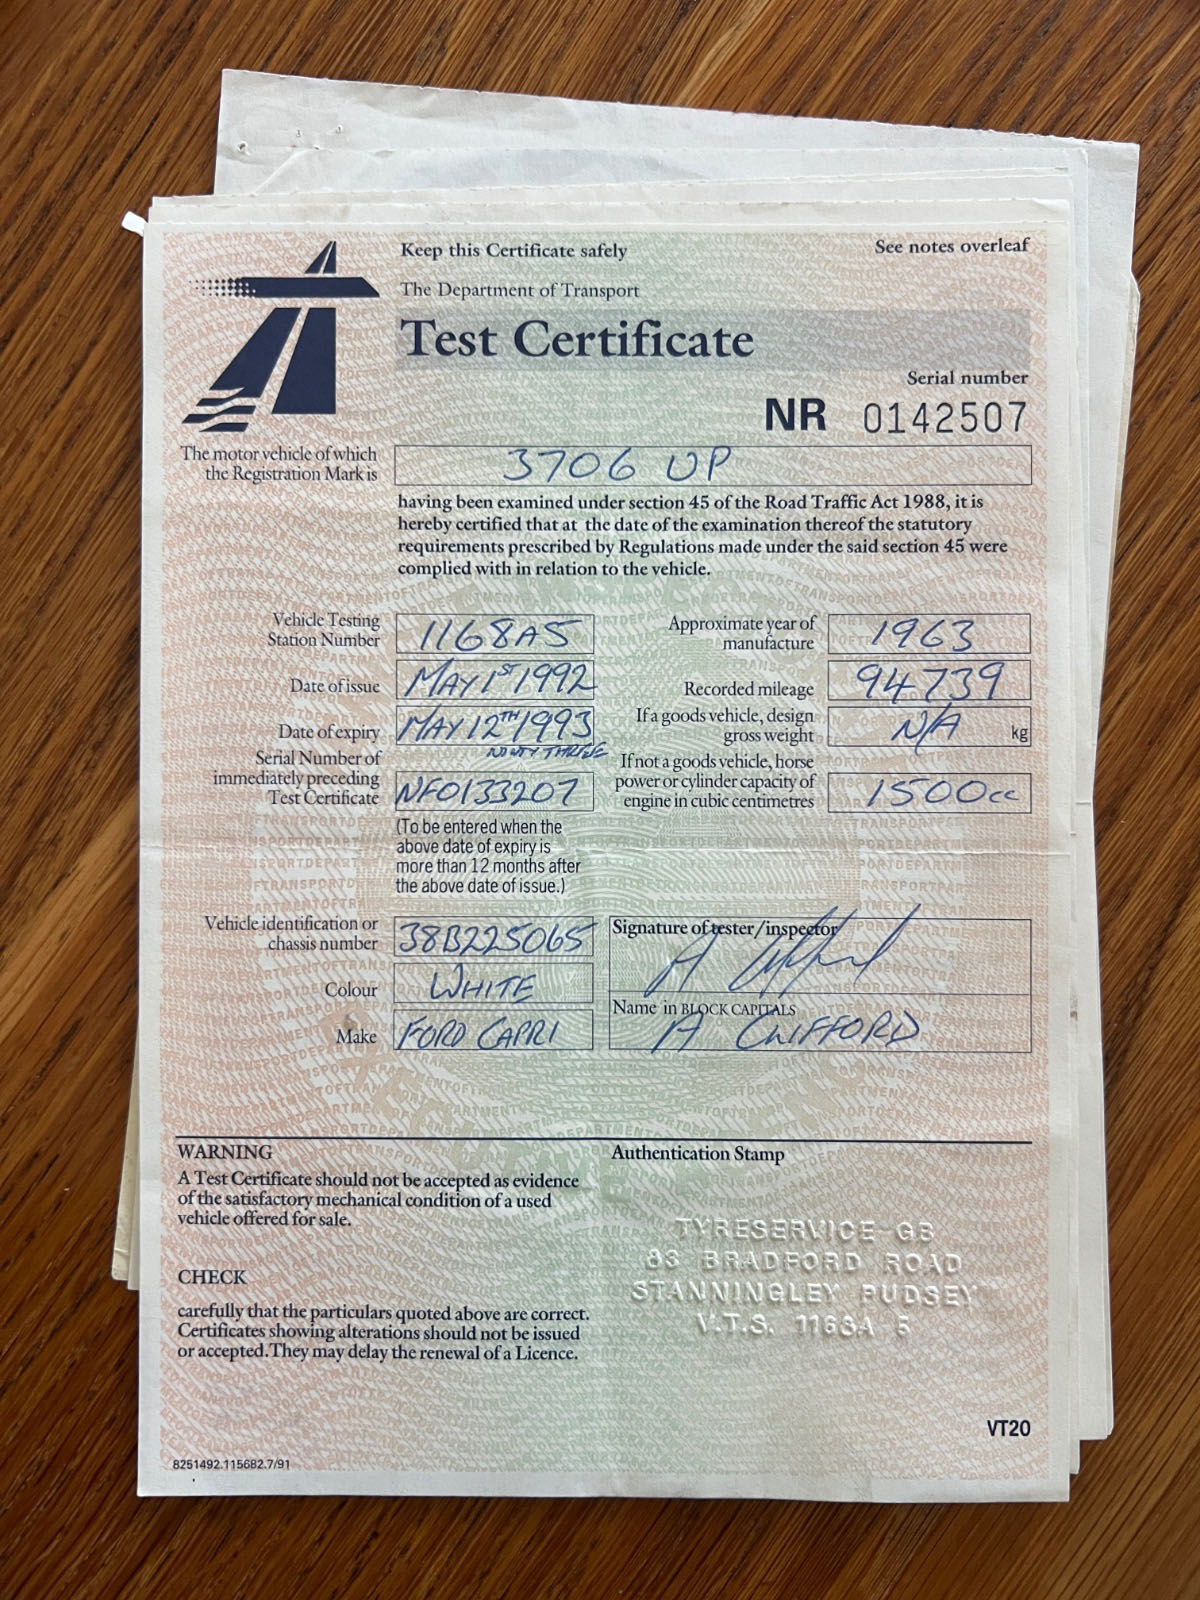 Keep this Certificate safely
See notes overleaf
The Department of Transport
Test Certificate
Serial number
NR 0142507
The motor vehicle of which
the Registration Mark is
3706 UP
having been examined under section 45 of the Road Traffic Act 1988, it is
hereby certified that at the date of the examination thereof the statutory
requirements prescribed by Regulations made under the said section 45 were
complied with in relation to the vehicle.
Vehicle Testing
Station Number
1168A5
Approximate year of
manufacture
1963
Date of issue
MAY 1ST 1992
Recorded mileage
94739
Date of expiry
MAY 12TH 1993
If a goods vehicle, design
gross weight
N/A kg
Serial Number of
immediately preceding
Test Certificate
NF0133207
If not a goods vehicle, horse
power or cylinder capacity of
engine in cubic centimetres
1500cc
(To be entered when the
above date of expiry is
more than 12 months after
the above date of issue.)
Vehicle identification or
chassis number
38B225065
Signature of tester/inspector
A Clifford
Colour
WHITE
Name in BLOCK CAPITALS
A CLIFFORD
Make
FORD CAPRI
WARNING
A Test Certificate should not be accepted as evidence
of the satisfactory mechanical condition of a used
vehicle offered for sale.
CHECK
carefully that the particulars quoted above are correct.
Certificates showing alterations should not be issued
or accepted. They may delay the renewal of a Licence.
Authentication Stamp
TYRESERVICE GB
83 BRADFORD ROAD
STANNINGLEY PUDSEY
V.T.S. 1168A 5
VT20
8251492.115682.7/91